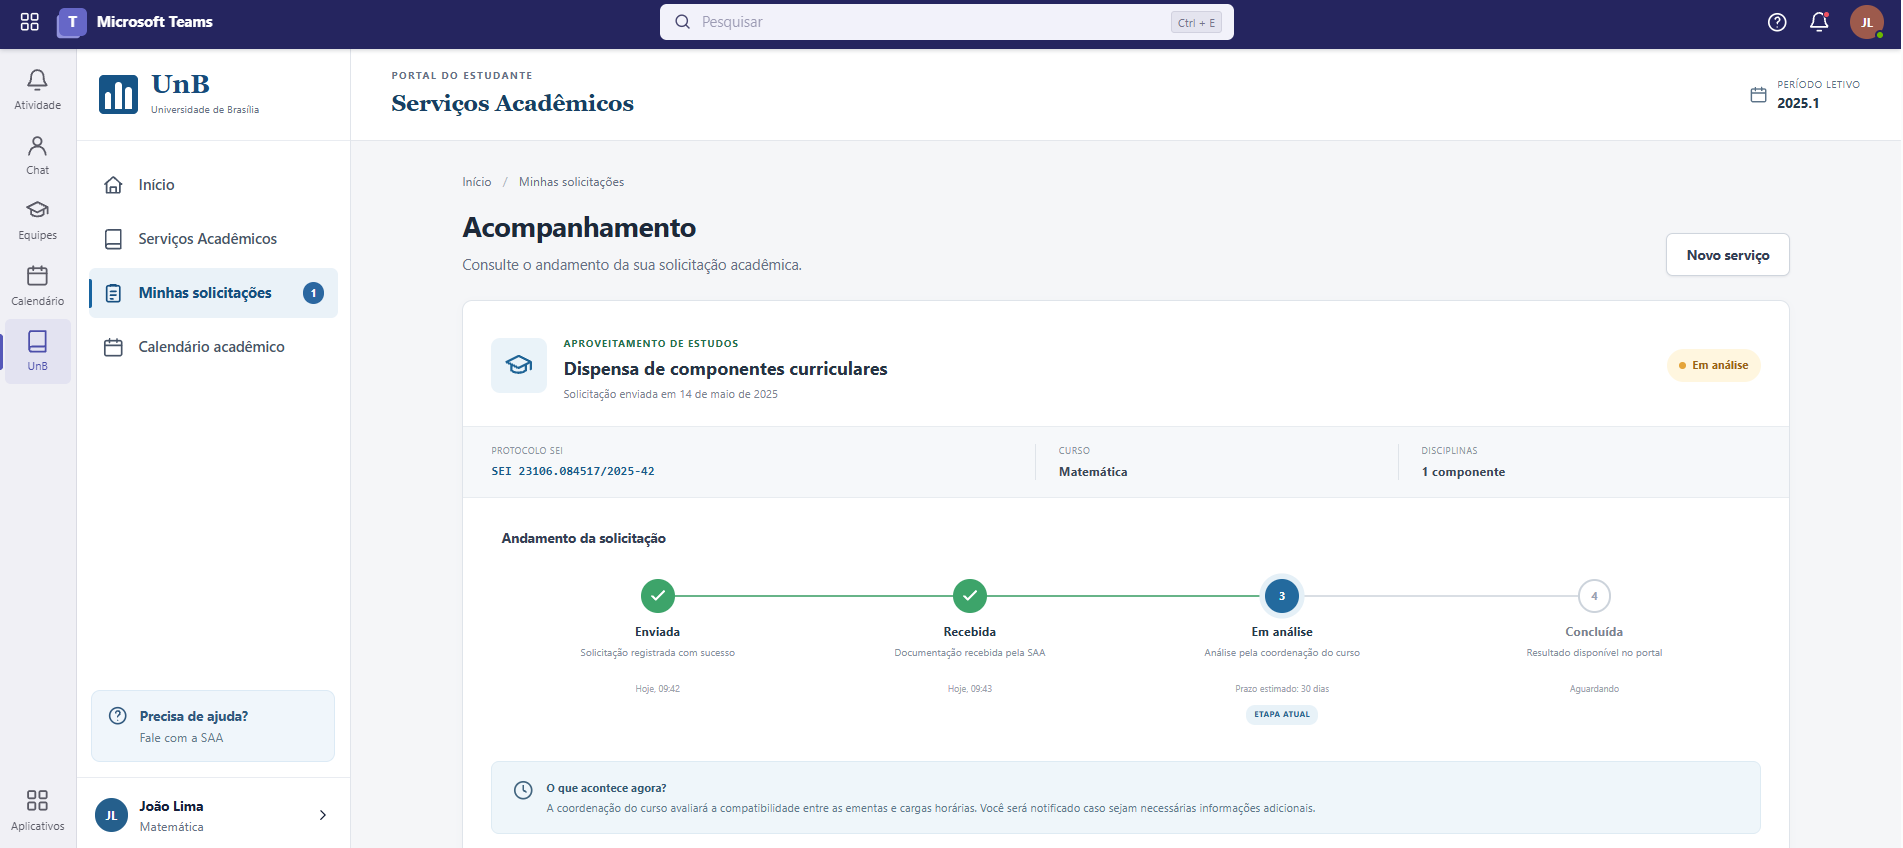 T
Microsoft Teams
Pesquisar
Ctrl + E
JL
Atividade
Chat
Equipes
Calendário
UnB
Aplicativos
UnB
Universidade de Brasília
Início
Serviços Acadêmicos
Minhas solicitações
1
Calendário acadêmico
Precisa de ajuda?
Fale com a SAA
JL
João Lima
Matemática
PORTAL DO ESTUDANTE
Serviços Acadêmicos
PERÍODO LETIVO
2025.1
Início / Minhas solicitações
Acompanhamento
Consulte o andamento da sua solicitação acadêmica.
Novo serviço
APROVEITAMENTO DE ESTUDOS
Dispensa de componentes curriculares
Solicitação enviada em 14 de maio de 2025
Em análise
PROTOCOLO SEI
SEI 23106.084517/2025-42
CURSO
Matemática
DISCIPLINAS
1 componente
Andamento da solicitação
Enviada
Solicitação registrada com sucesso
Hoje, 09:42
Recebida
Documentação recebida pela SAA
Hoje, 09:43
3
Em análise
Análise pela coordenação do curso
Prazo estimado: 30 dias
ETAPA ATUAL
4
Concluída
Resultado disponível no portal
Aguardando
O que acontece agora?
A coordenação do curso avaliará a compatibilidade entre as ementas e cargas horárias. Você será notificado caso sejam necessárias informações adicionais.